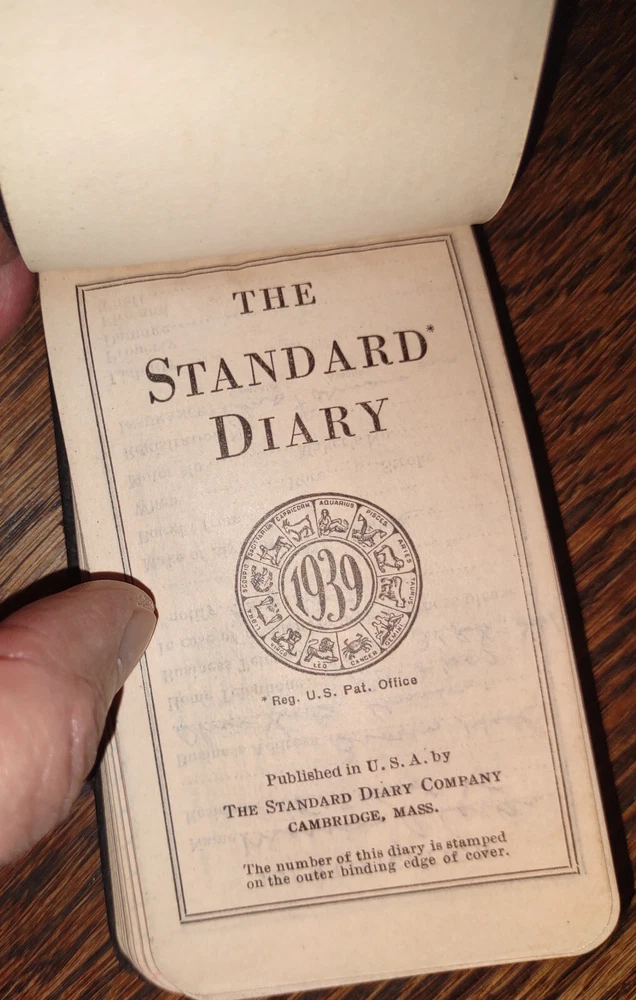 THE
STANDARD*
DIARY
CAPRICORN AQUARIUS PISCES ARIES TAURUS GEMINI CANCER LEO VIRGO LIBRA SCORPIO SAGITTARIUS
1939
*Reg. U.S. Pat. Office
Published in U. S. A. by
THE STANDARD DIARY COMPANY
CAMBRIDGE, MASS.
The number of this diary is stamped
on the outer binding edge of cover.